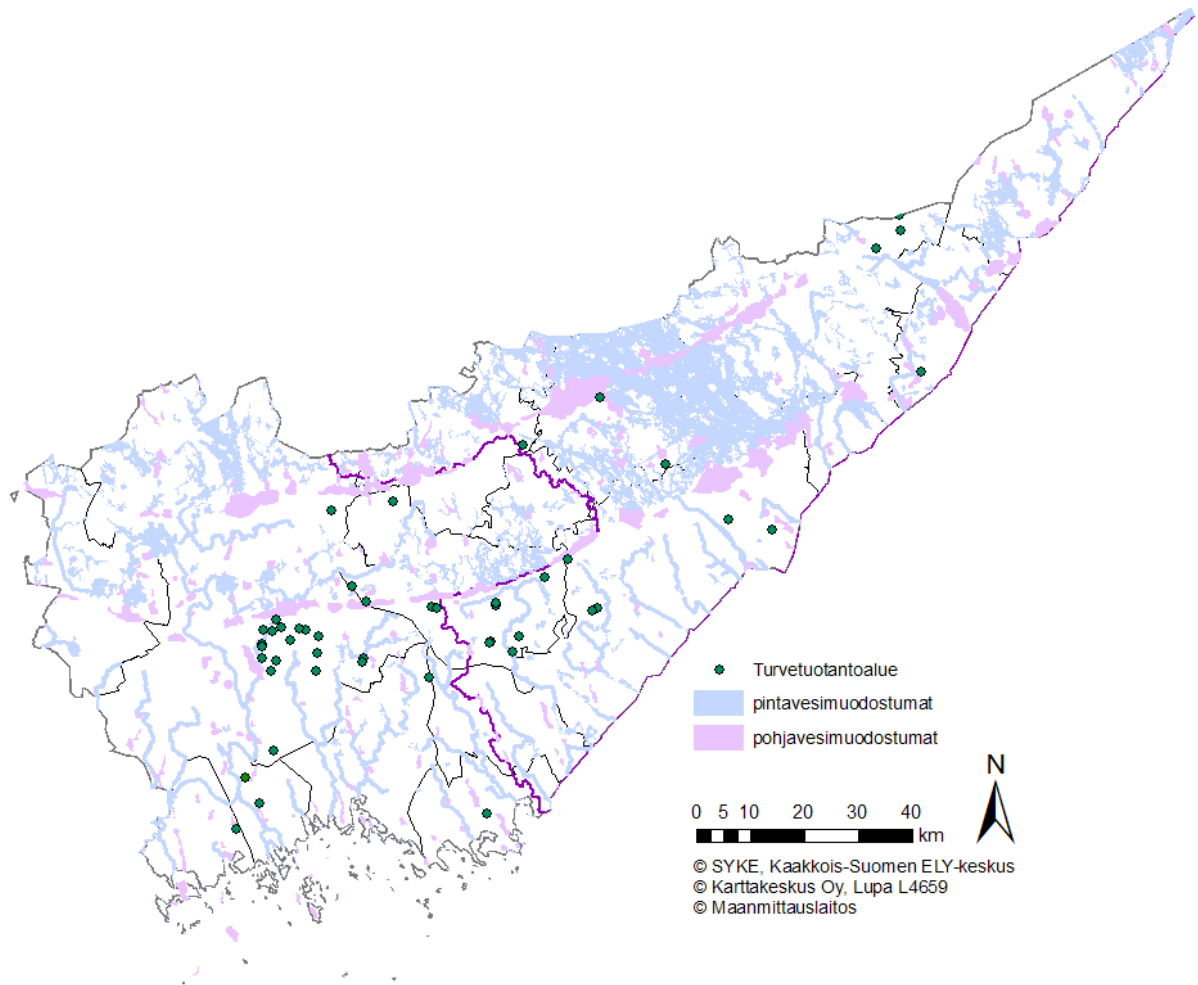 Turvetuotantoalue
pintavesimuodostumat
pohjavesimuodostumat
N
0 5 10 20 30 40
km
© SYKE, Kaakkois-Suomen ELY-keskus
© Karttakeskus Oy, Lupa L4659
© Maanmittauslaitos